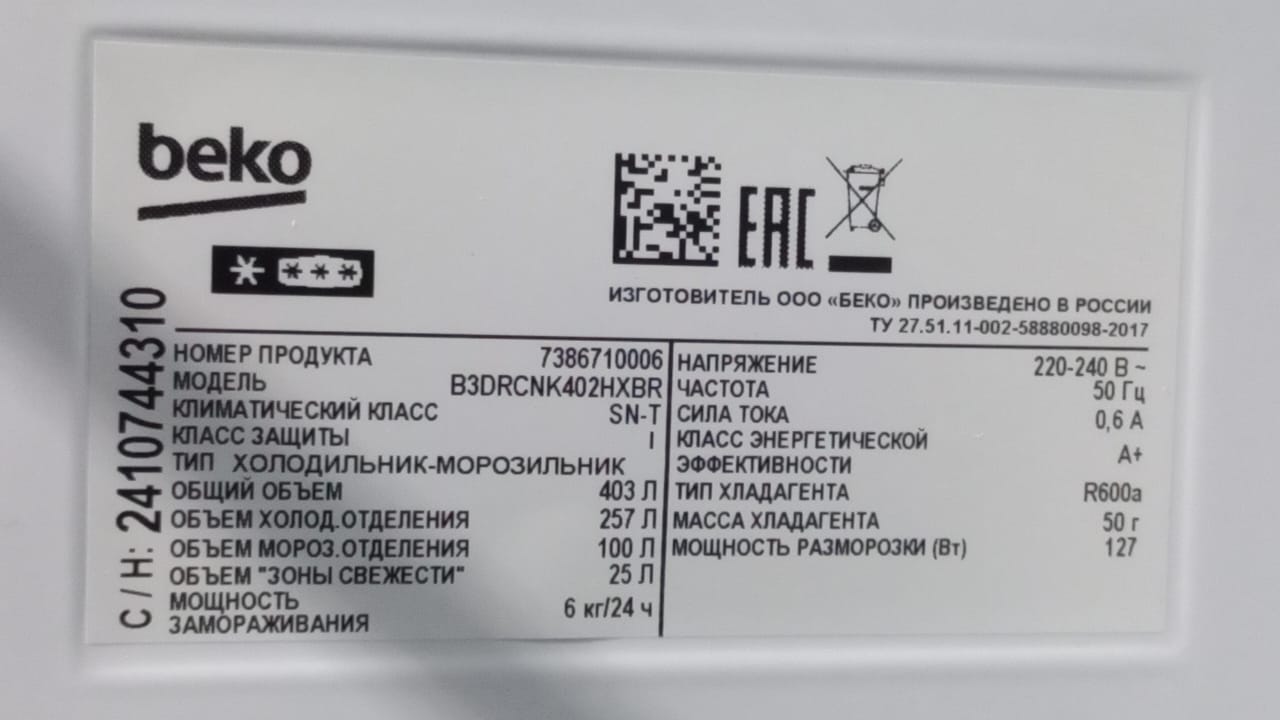 beko
EAC
ИЗГОТОВИТЕЛЬ ООО «БЕКО» ПРОИЗВЕДЕНО В РОССИИ
ТУ 27.51.11-002-58880098-2017
С / Н: 2410744310
НОМЕР ПРОДУКТА 7386710006
МОДЕЛЬ B3DRCNK402HXBR
КЛИМАТИЧЕСКИЙ КЛАСС SN-T
КЛАСС ЗАЩИТЫ I
ТИП ХОЛОДИЛЬНИК-МОРОЗИЛЬНИК
ОБЩИЙ ОБЪЕМ 403 Л
ОБЪЕМ ХОЛОД.ОТДЕЛЕНИЯ 257 Л
ОБЪЕМ МОРОЗ.ОТДЕЛЕНИЯ 100 Л
ОБЪЕМ "ЗОНЫ СВЕЖЕСТИ" 25 Л
МОЩНОСТЬ
ЗАМОРАЖИВАНИЯ 6 кг/24 ч
НАПРЯЖЕНИЕ 220-240 В ~
ЧАСТОТА 50 Гц
СИЛА ТОКА 0,6 А
КЛАСС ЭНЕРГЕТИЧЕСКОЙ
ЭФФЕКТИВНОСТИ А+
ТИП ХЛАДАГЕНТА R600a
МАССА ХЛАДАГЕНТА 50 г
МОЩНОСТЬ РАЗМОРОЗКИ (Вт) 127